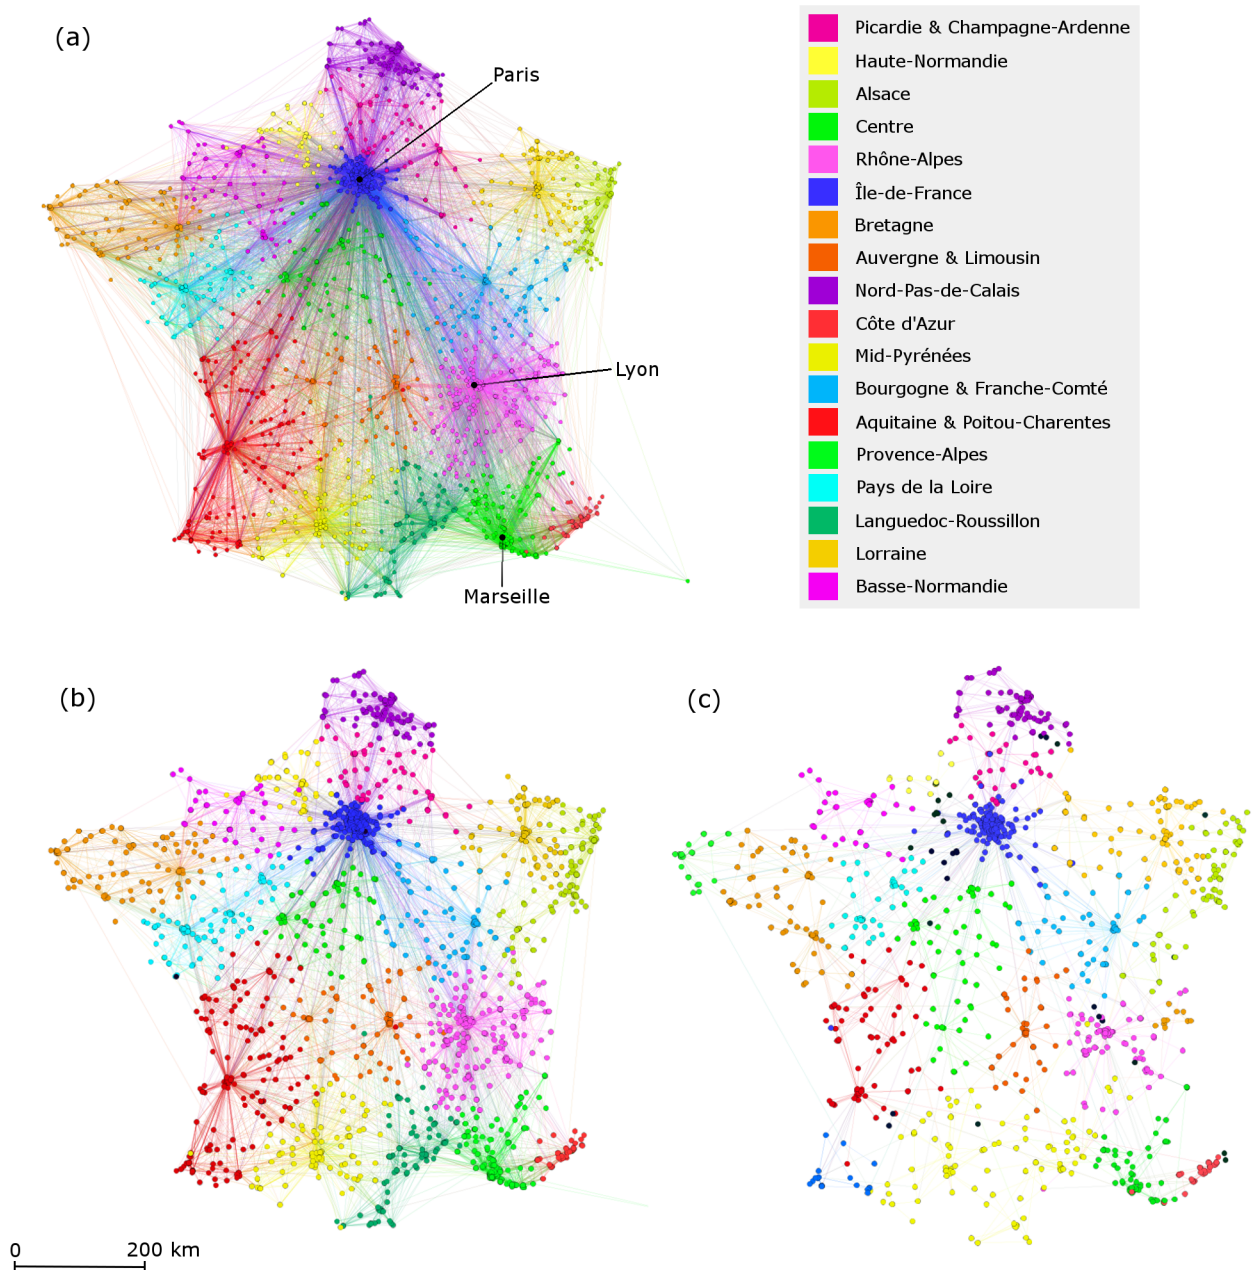 (a)
Paris
Lyon
Marseille
Picardie & Champagne-Ardenne
Haute-Normandie
Alsace
Centre
Rhône-Alpes
Île-de-France
Bretagne
Auvergne & Limousin
Nord-Pas-de-Calais
Côte d'Azur
Mid-Pyrénées
Bourgogne & Franche-Comté
Aquitaine & Poitou-Charentes
Provence-Alpes
Pays de la Loire
Languedoc-Roussillon
Lorraine
Basse-Normandie
(b)
(c)
0 200 km